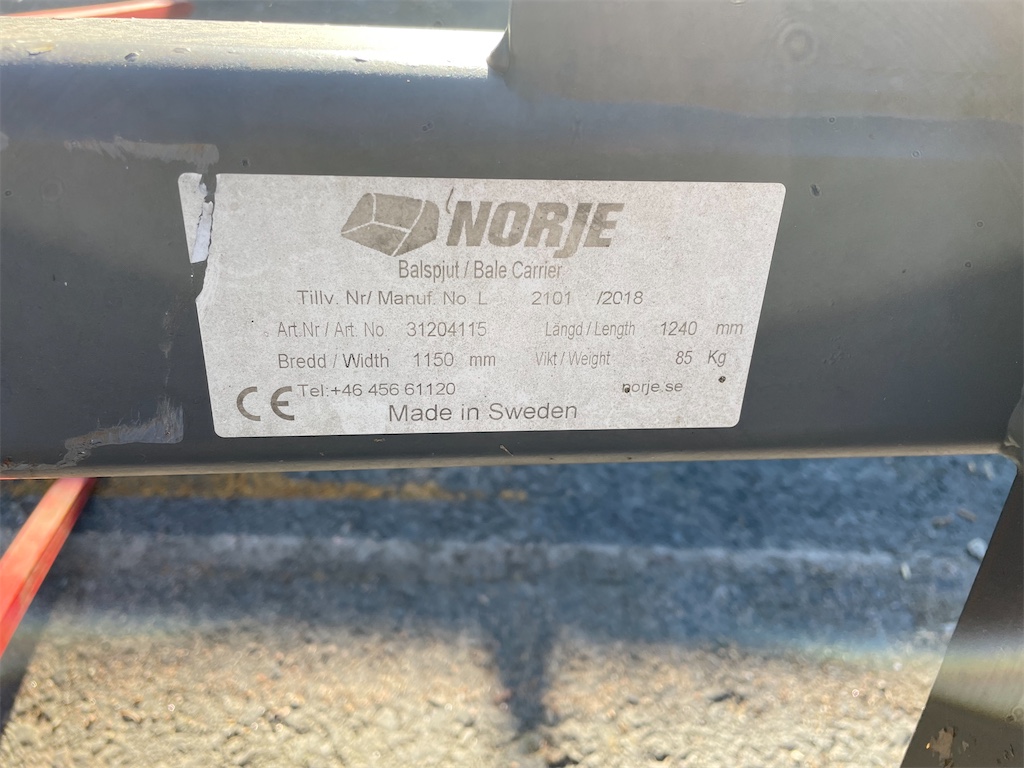 NORJE
Balspjut / Bale Carrier
Tillv. Nr/ Manuf. No L 2101 /2018
Art.Nr / Art. No 31204115 Längd / Length 1240 mm
Bredd / Width 1150 mm Vikt / Weight 85 Kg
CE Tel:+46 456 61120 norje.se
Made in Sweden